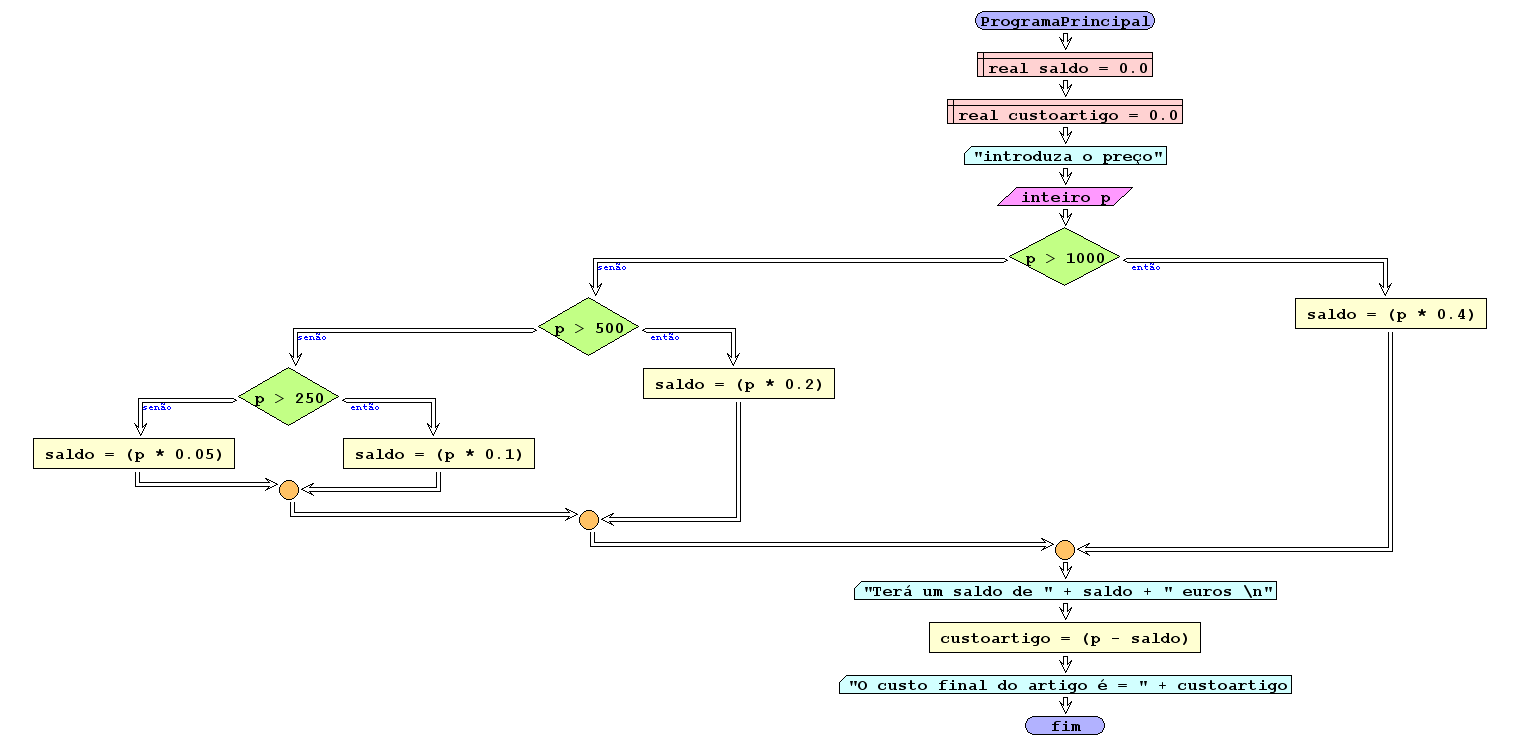 ProgramaPrincipal
real saldo = 0.0
real custoartigo = 0.0
"introduza o preço"
inteiro p
p > 1000
senão
então
p > 500
saldo = (p * 0.4)
senão
então
p > 250
saldo = (p * 0.2)
senão
então
saldo = (p * 0.05)
saldo = (p * 0.1)
"Terá um saldo de " + saldo + " euros \n"
custoartigo = (p - saldo)
"O custo final do artigo é = " + custoartigo
fim